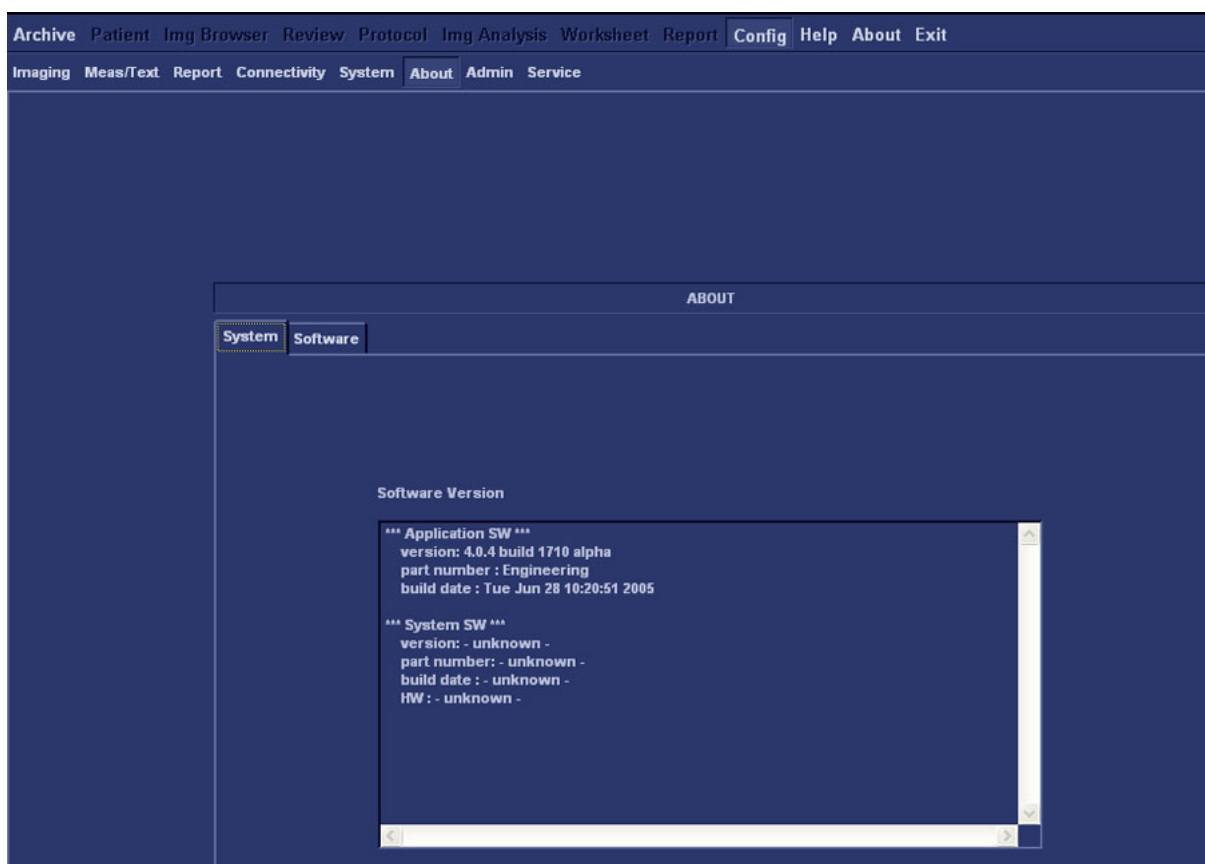 Archive Patient Img Browser Review Protocol Img Analysis Worksheet Report Config Help About Exit
Imaging Meas/Text Report Connectivity System About Admin Service
ABOUT
System Software
Software Version
*** Application SW ***
version: 4.0.4 build 1710 alpha
part number : Engineering
build date : Tue Jun 28 10:20:51 2005
*** System SW ***
version: - unknown -
part number: - unknown -
build date : - unknown -
HW : - unknown -